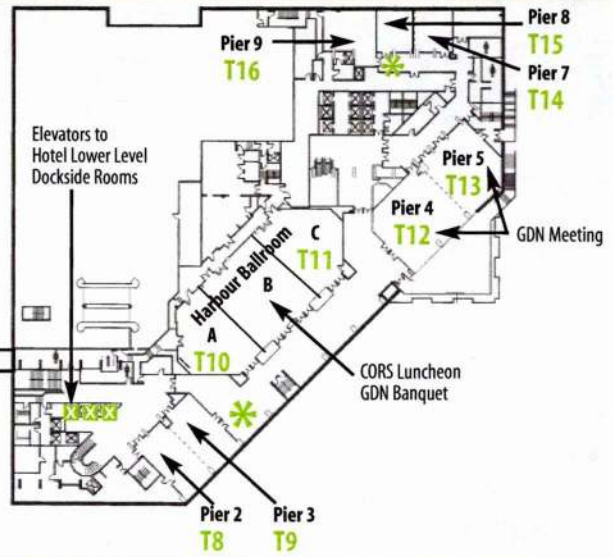 Pier 8
T15
Pier 9
T16
*
Pier 7
T14
Elevators to
Hotel Lower Level
Dockside Rooms
Pier 5
T13
Pier 4
T12
GDN Meeting
C
T11
Harbour Ballroom
B
A
T10
CORS Luncheon
GDN Banquet
*
X X X
Pier 2
T8
Pier 3
T9